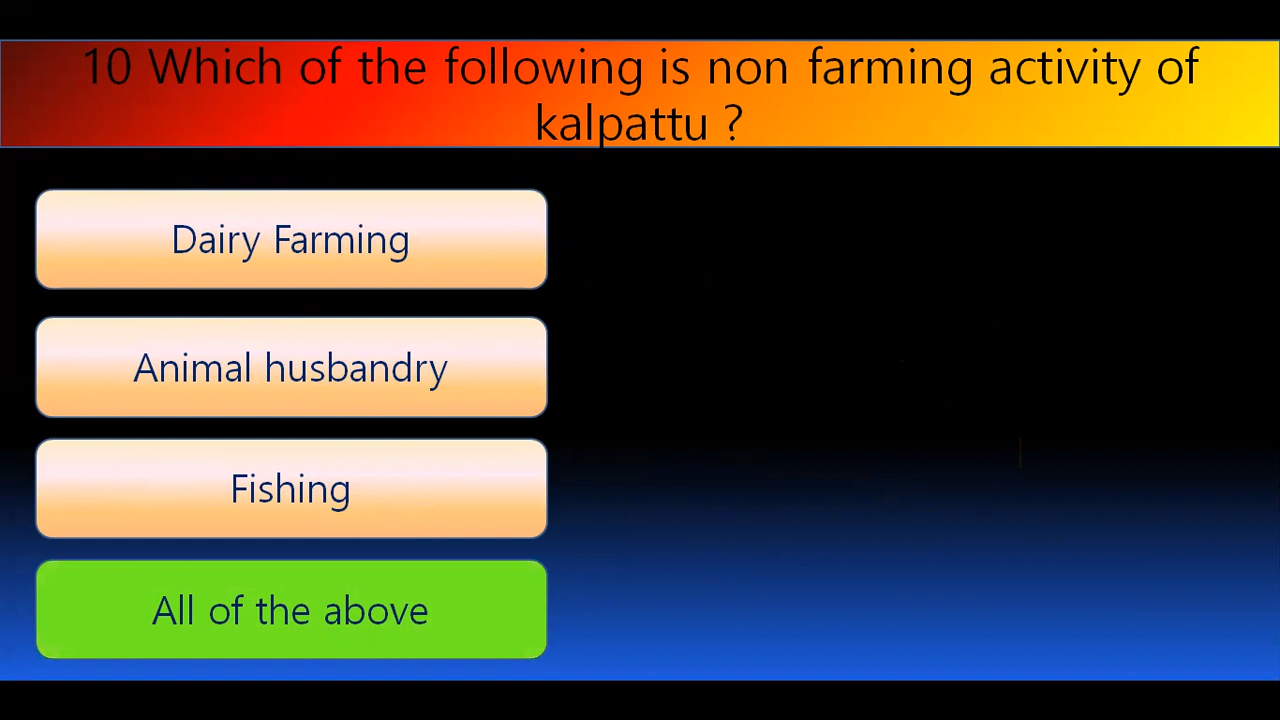 10 Which of the following is non farming activity of
kalpattu ?
Dairy Farming
Animal husbandry
Fishing
All of the above